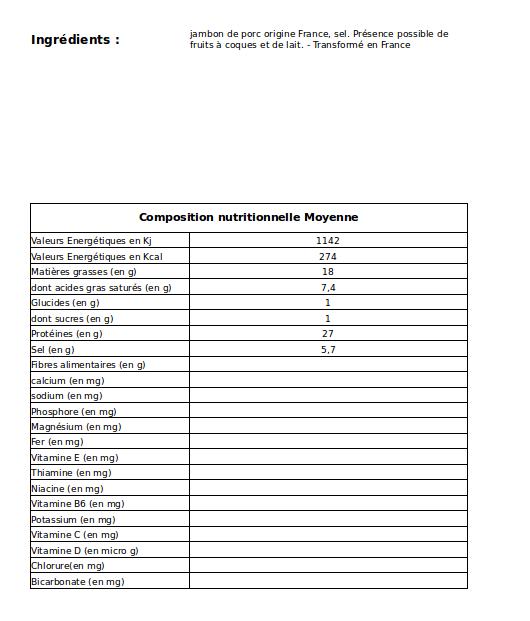 Ingrédients :
jambon de porc origine France, sel. Présence possible de
fruits à coques et de lait. - Transformé en France
Composition nutritionnelle Moyenne
Valeurs Energétiques en Kj 1142
Valeurs Energétiques en Kcal 274
Matières grasses (en g) 18
dont acides gras saturés (en g) 7,4
Glucides (en g) 1
dont sucres (en g) 1
Protéines (en g) 27
Sel (en g) 5,7
Fibres alimentaires (en g)
calcium (en mg)
sodium (en mg)
Phosphore (en mg)
Magnésium (en mg)
Fer (en mg)
Vitamine E (en mg)
Thiamine (en mg)
Niacine (en mg)
Vitamine B6 (en mg)
Potassium (en mg)
Vitamine C (en mg)
Vitamine D (en micro g)
Chlorure(en mg)
Bicarbonate (en mg)